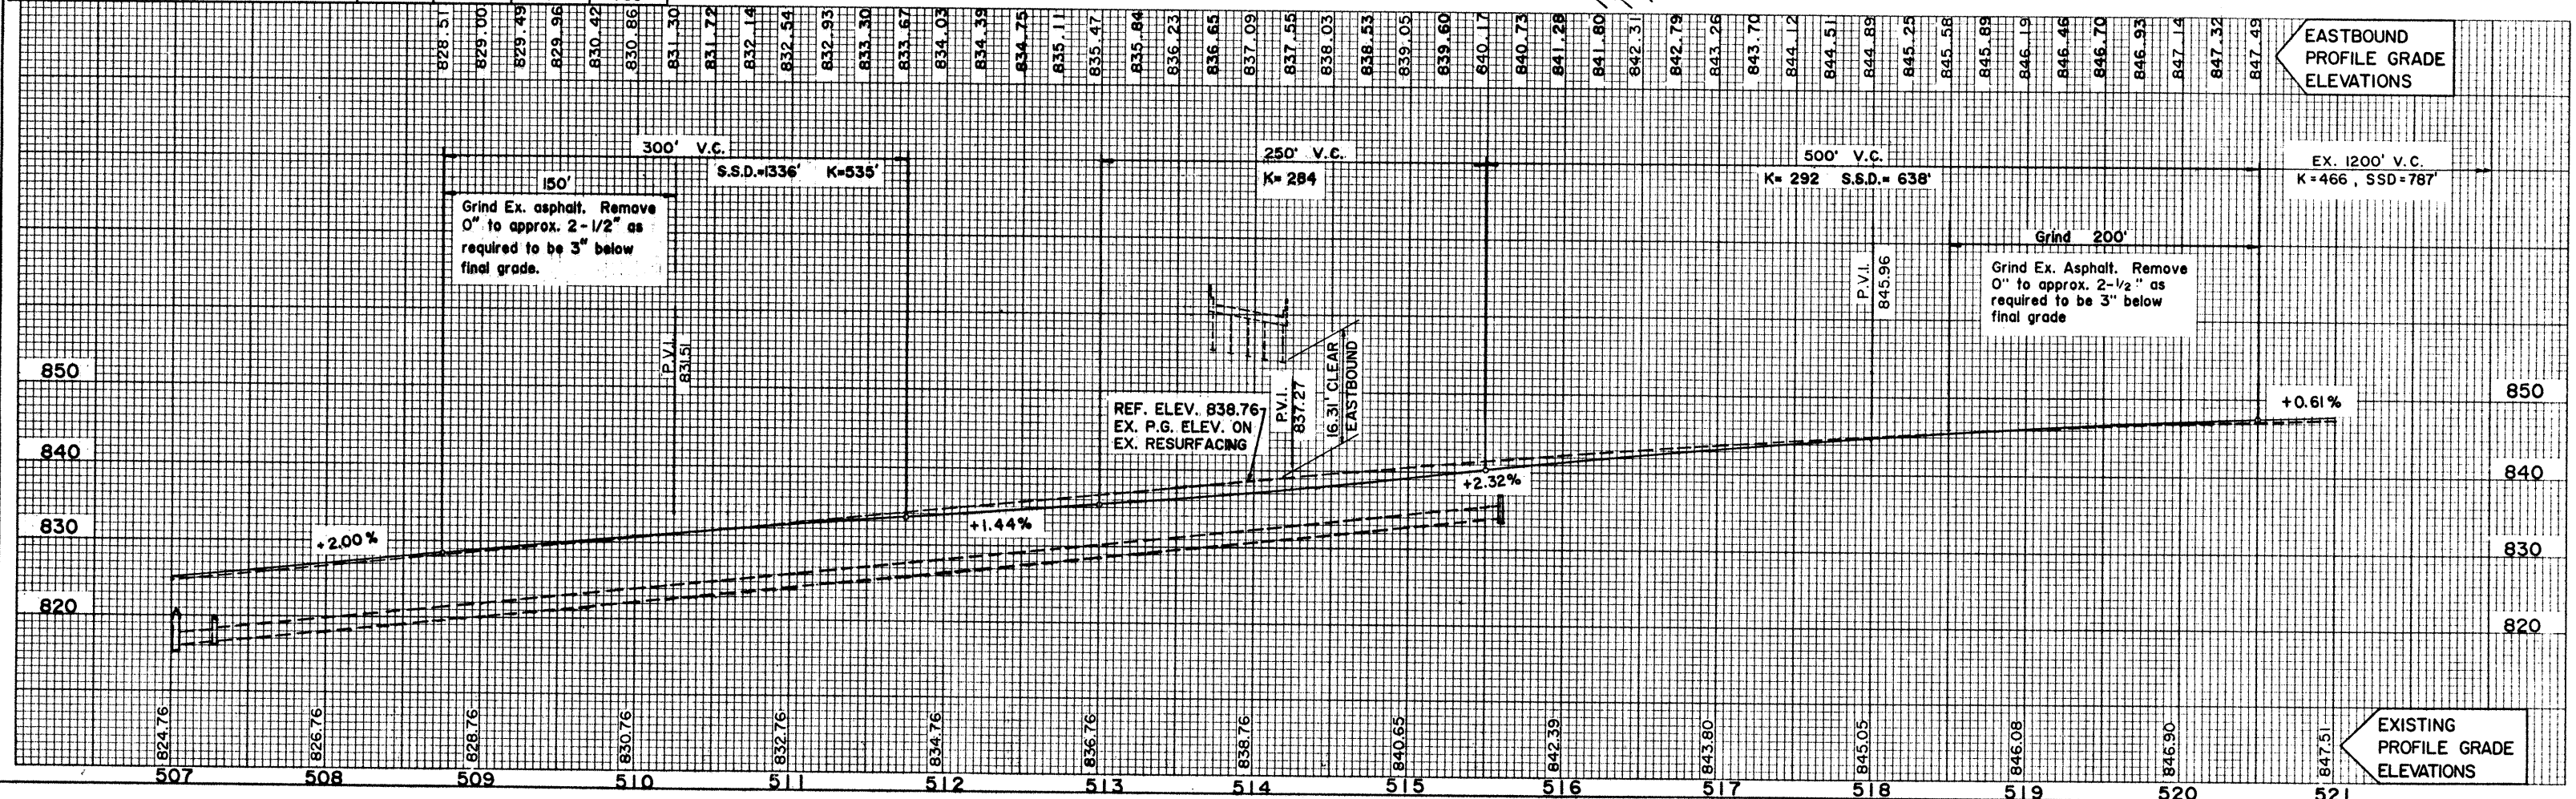 828.51 829.00 829.49 829.96 830.42 830.86 831.30 831.72 832.14 832.54 832.93 833.30 833.67 834.03 834.39 834.75 835.11 835.47 835.84 836.23 836.65 837.09 837.55 838.03 838.53 839.05 839.60 640.17 840.73 841.28 841.80 842.31 842.79 843.26 843.70 844.12 844.51 844.89 845.25 845.58 845.89 846.19 846.46 846.70 846.93 847.14 847.32 847.49
EASTBOUND
PROFILE GRADE
ELEVATIONS
300' V.C.
S.S.D.=1336' K=535'
250' V.C.
K= 284
500' V.C.
K= 292 S.S.D.= 638'
EX. 1200' V.C.
K=466 , SSD=787'
150'
Grind Ex. asphalt. Remove
0" to approx. 2-1/2" as
required to be 3" below
final grade.
Grind 200'
Grind Ex. Asphalt. Remove
0" to approx. 2-1/2" as
required to be 3" below
final grade
P.V.I.
831.51
P.V.I.
837.27
16.31' CLEAR
EASTBOUND
P.V.I.
845.96
REF. ELEV. 838.76
EX. P.G. ELEV. ON
EX. RESURFACING
850
840
830
820
850
840
830
820
+2.00%
+1.44%
+2.32%
+0.61%
824.76 826.76 828.76 830.76 832.76 834.76 836.76 838.76 840.65 842.39 843.80 845.05 846.08 846.90 847.51
EXISTING
PROFILE GRADE
ELEVATIONS
507 508 509 510 511 512 513 514 515 516 517 518 519 520 521